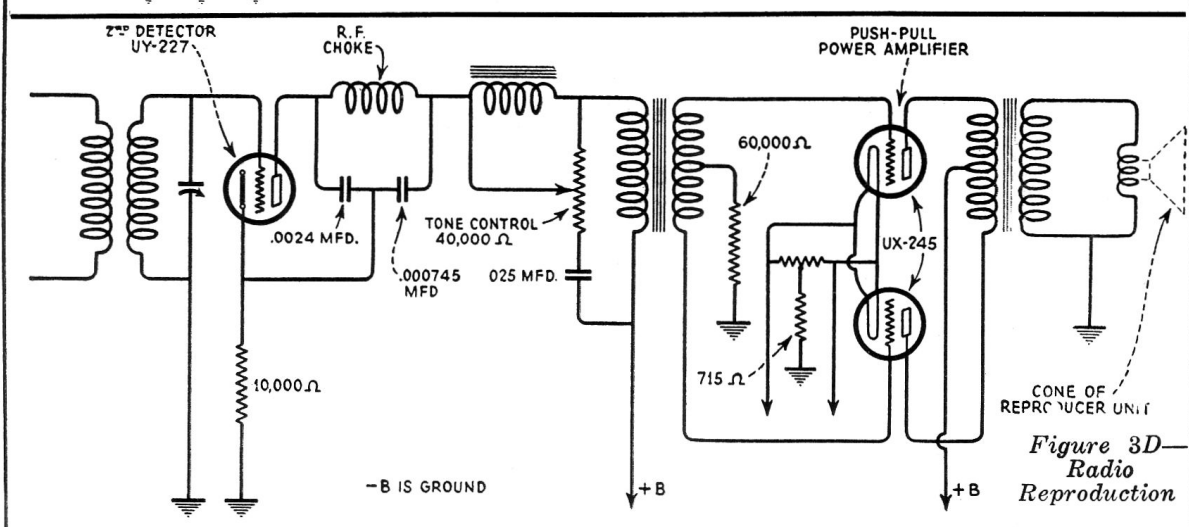 2ND DETECTOR
UY-227
R.F.
CHOKE
PUSH-PULL
POWER AMPLIFIER
60,000Ω
.0024 MFD.
TONE CONTROL
40,000 Ω
UX-245
.000745
MFD
025 MFD.
715 Ω
10,000Ω
CONE OF
REPRODUCER UNIT
-B IS GROUND
+B
+B
Figure 3D—
Radio
Reproduction